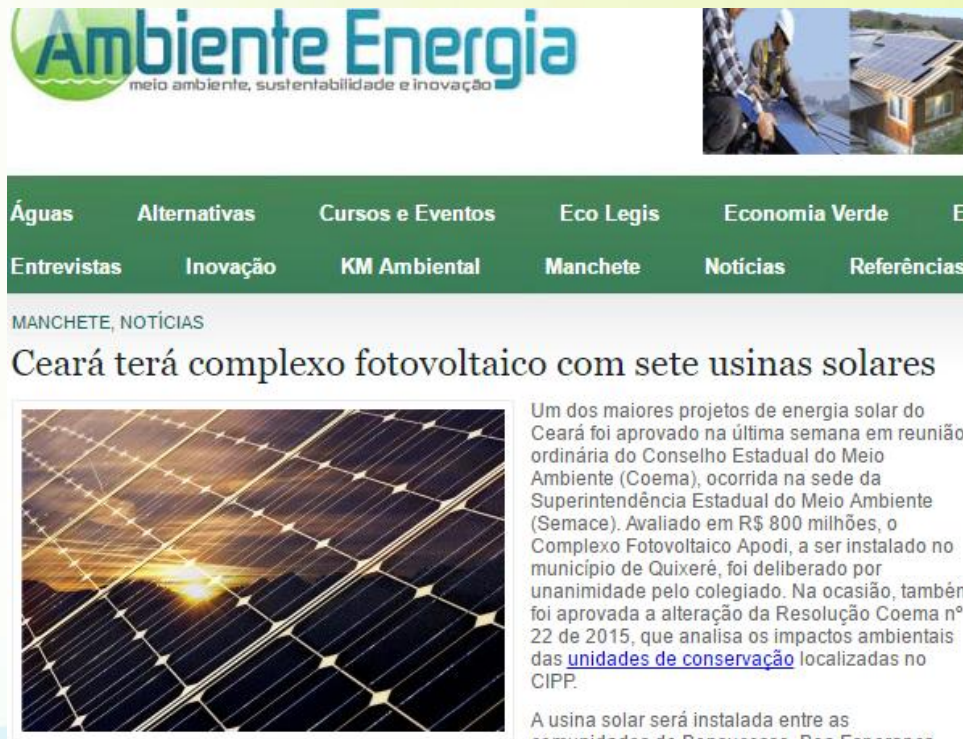 Ambiente Energia
meio ambiente, sustentabilidade e inovação
Águas Alternativas Cursos e Eventos Eco Legis Economia Verde E
Entrevistas Inovação KM Ambiental Manchete Notícias Referências
MANCHETE, NOTÍCIAS
Ceará terá complexo fotovoltaico com sete usinas solares
Um dos maiores projetos de energia solar do
Ceará foi aprovado na última semana em reunião
ordinária do Conselho Estadual do Meio
Ambiente (Coema), ocorrida na sede da
Superintendência Estadual do Meio Ambiente
(Semace). Avaliado em R$ 800 milhões, o
Complexo Fotovoltaico Apodi, a ser instalado no
município de Quixeré, foi deliberado por
unanimidade pelo colegiado. Na ocasião, também
foi aprovada a alteração da Resolução Coema nº
22 de 2015, que analisa os impactos ambientais
das unidades de conservação localizadas no
CIPP.
A usina solar será instalada entre as
comunidades de Bonsucesso, Boa Esperança